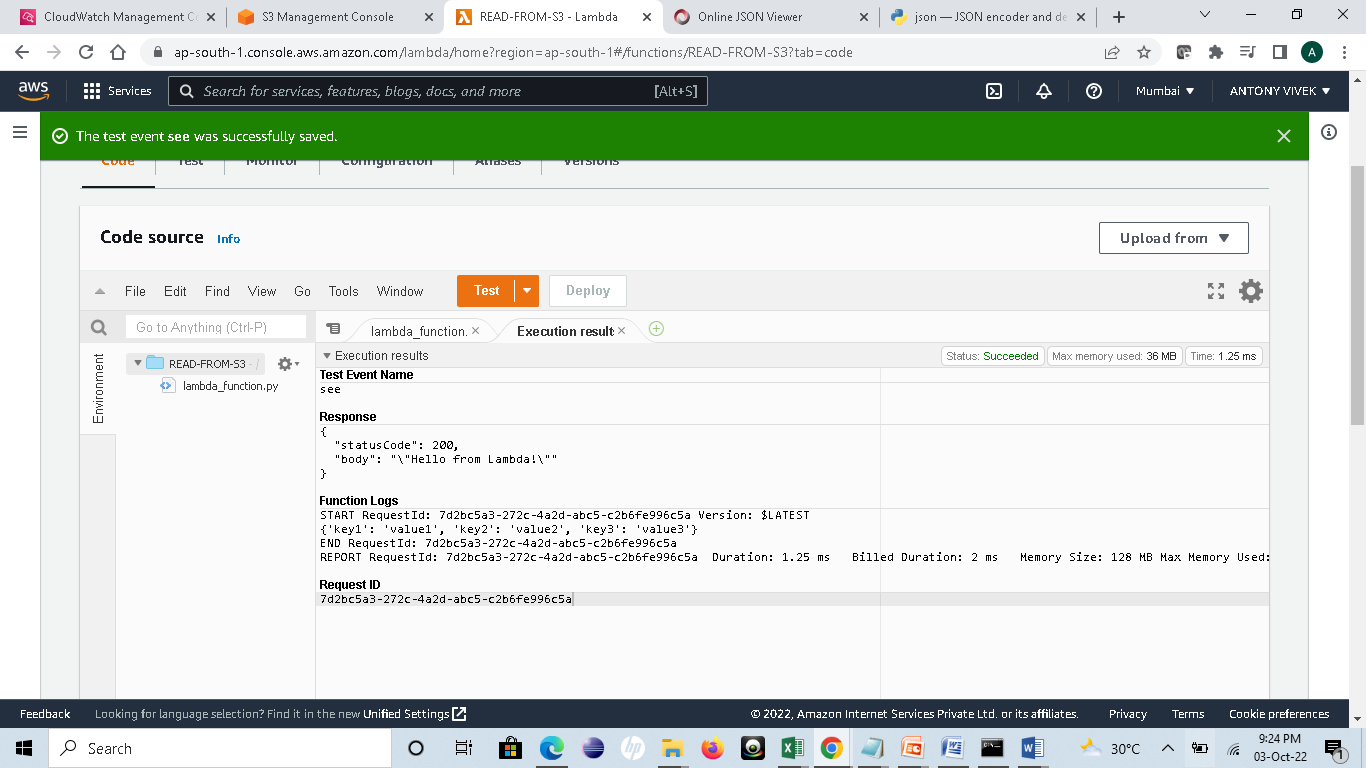 CloudWatch Management C
S3 Management Console
READ-FROM-S3 - Lambda
Online JSON Viewer
json — JSON encoder and de
ap-south-1.console.aws.amazon.com/lambda/home?region=ap-south-1#/functions/READ-FROM-S3?tab=code
A
aws
Services
Search for services, features, blogs, docs, and more
[Alt+S]
Mumbai
ANTONY VIVEK
The test event see was successfully saved.
Code
Test
Monitor
Configuration
Aliases
Versions
Code source
Info
Upload from
File
Edit
Find
View
Go
Tools
Window
Test
Deploy
Go to Anything (Ctrl-P)
lambda_function.
Execution result
Environment
READ-FROM-S3 /
lambda_function.py
Execution results
Status: Succeeded
Max memory used: 36 MB
Time: 1.25 ms
Test Event Name
see
Response
{
"statusCode": 200,
"body": "\"Hello from Lambda!\""
}
Function Logs
START RequestId: 7d2bc5a3-272c-4a2d-abc5-c2b6fe996c5a Version: $LATEST
{'key1': 'value1', 'key2': 'value2', 'key3': 'value3'}
END RequestId: 7d2bc5a3-272c-4a2d-abc5-c2b6fe996c5a
REPORT RequestId: 7d2bc5a3-272c-4a2d-abc5-c2b6fe996c5a Duration: 1.25 ms Billed Duration: 2 ms Memory Size: 128 MB Max Memory Used:
Request ID
7d2bc5a3-272c-4a2d-abc5-c2b6fe996c5a
Feedback
Looking for language selection? Find it in the new Unified Settings
© 2022, Amazon Internet Services Private Ltd. or its affiliates.
Privacy
Terms
Cookie preferences
Search
hp
30°C
9:24 PM
03-Oct-22
1